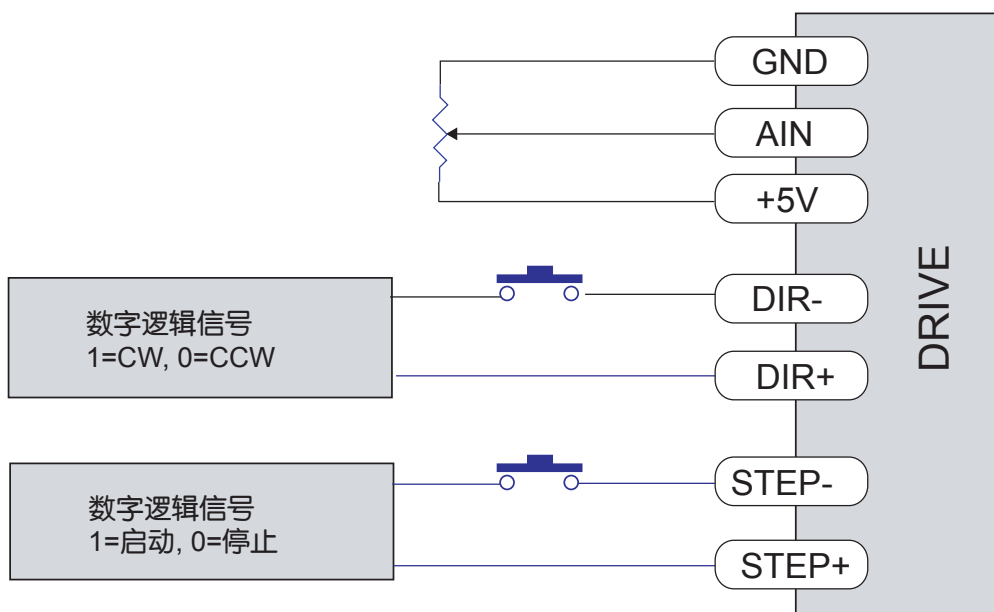 GND
AIN
+5V
数字逻辑信号
1=CW, 0=CCW
DIR-
DIR+
DRIVE
数字逻辑信号
1=启动, 0=停止
STEP-
STEP+